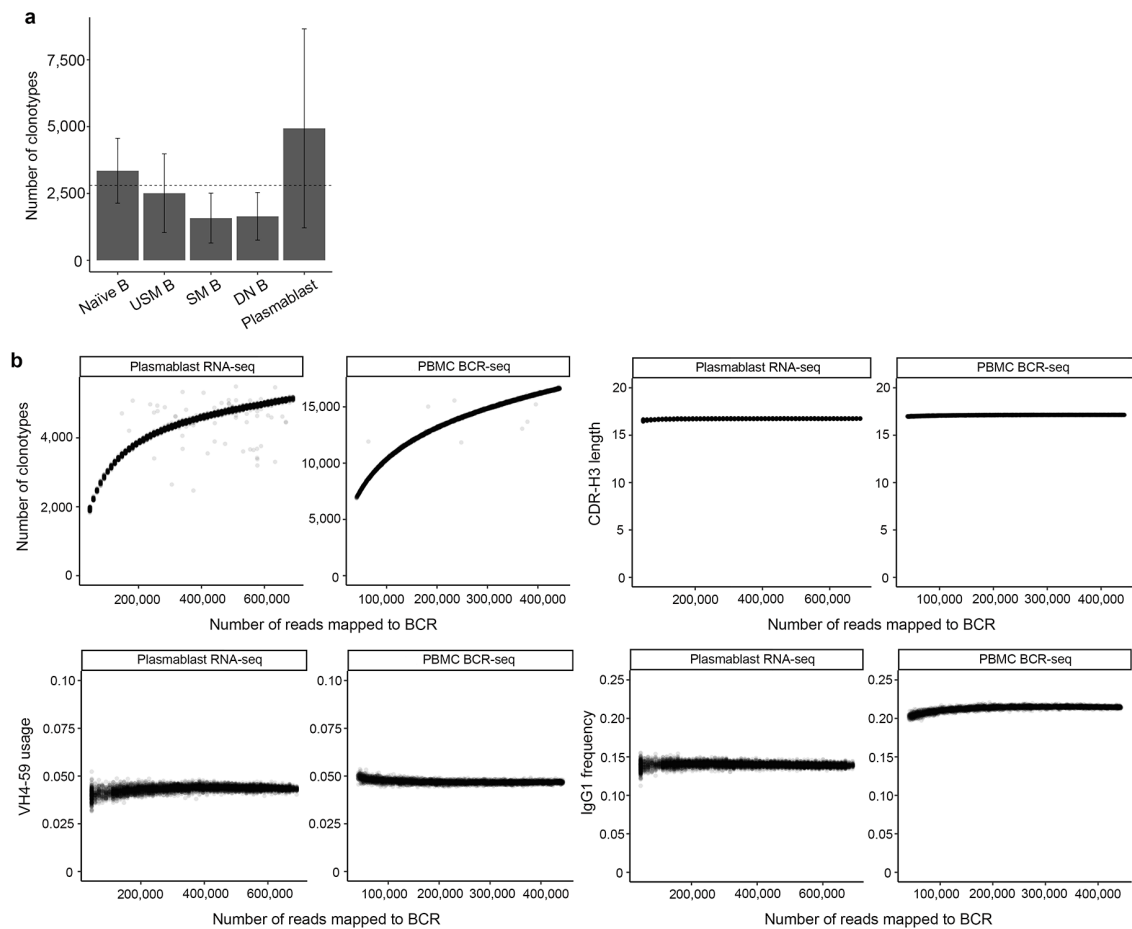 a
Number of clonotypes
7,500
5,000
2,500
0
Naïve B
USM B
SM B
DN B
Plasmablast
b
Plasmablast RNA-seq
PBMC BCR-seq
Number of clonotypes
4,000
2,000
0
15,000
10,000
5,000
0
200,000
400,000
600,000
100,000
200,000
300,000
400,000
Number of reads mapped to BCR
Plasmablast RNA-seq
PBMC BCR-seq
CDR-H3 length
20
15
10
5
0
20
15
10
5
0
200,000
400,000
600,000
100,000
200,000
300,000
400,000
Number of reads mapped to BCR
Plasmablast RNA-seq
PBMC BCR-seq
VH4-59 usage
0.10
0.075
0.050
0.025
0
0.10
0.075
0.050
0.025
0
200,000
400,000
600,000
100,000
200,000
300,000
400,000
Number of reads mapped to BCR
Plasmablast RNA-seq
PBMC BCR-seq
IgG1 frequency
0.25
0.20
0.15
0.10
0.05
0
0.25
0.20
0.15
0.10
0.05
0
200,000
400,000
600,000
100,000
200,000
300,000
400,000
Number of reads mapped to BCR